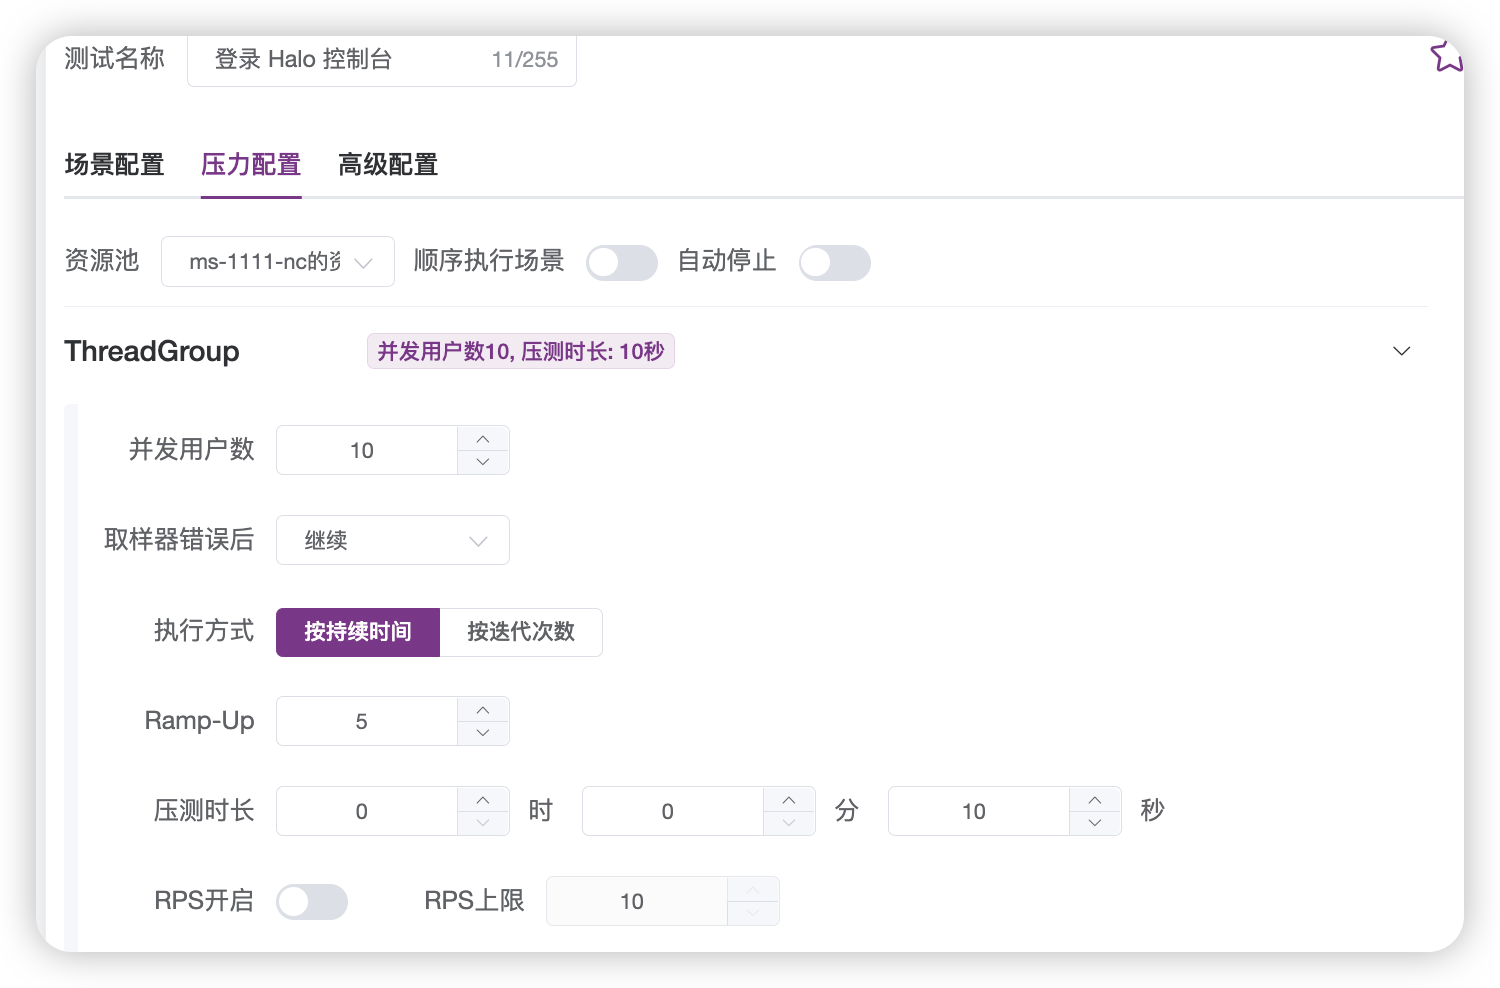 测试名称 登录 Halo 控制台 11/255
场景配置 压力配置 高级配置
资源池 ms-1111-nc的 顺序执行场景 自动停止
ThreadGroup 并发用户数10, 压测时长: 10秒
并发用户数 10
取样器错误后 继续
执行方式 按持续时间 按迭代次数
Ramp-Up 5
压测时长 0 时 0 分 10 秒
RPS开启 RPS上限 10